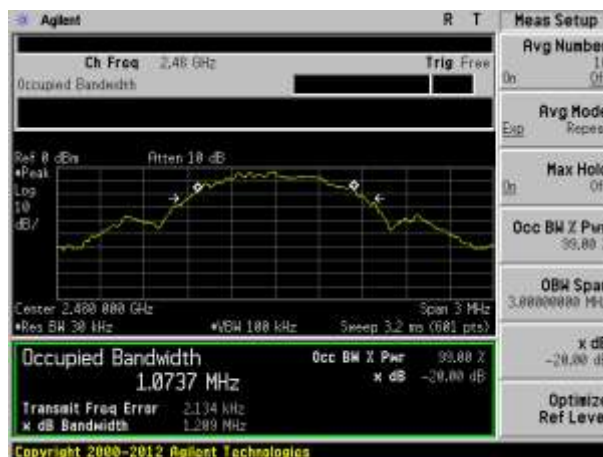 Agilent R T
Ch Freq 2.48 GHz Trig Free
Occupied Bandwidth
Ref 0 dBm Atten 10 dB
•Peak
Log
10
dB/
Center 2.480 000 GHz Span 3 MHz
•Res BW 30 kHz •VBW 100 kHz Sweep 3.2 ms (601 pts)
Occupied Bandwidth
1.0737 MHz
Occ BW % Pwr 99.00 %
x dB -20.00 dB
Transmit Freq Error 2.134 kHz
x dB Bandwidth 1.289 MHz
Copyright 2000-2012 Agilent Technologies
Meas Setup
Avg Number
On
Avg Mode
Exp Repea
Max Hold
On
Occ BW % Pwr
99.00
OBW Span
3.00000000 MHz
x dB
-20.00 dB
Optimize
Ref Level